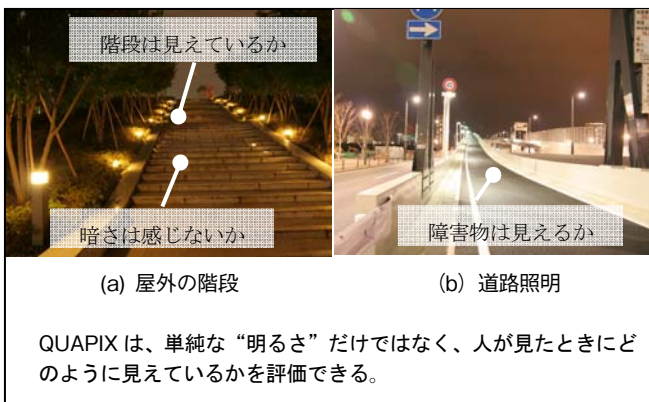 階段は見えているか
暗さは感じないか
障害物は見えるか
(a) 屋外の階段
(b) 道路照明
QUAPIX は、単純な“明るさ”だけではなく、人が見たときにど
のように見えているかを評価できる。